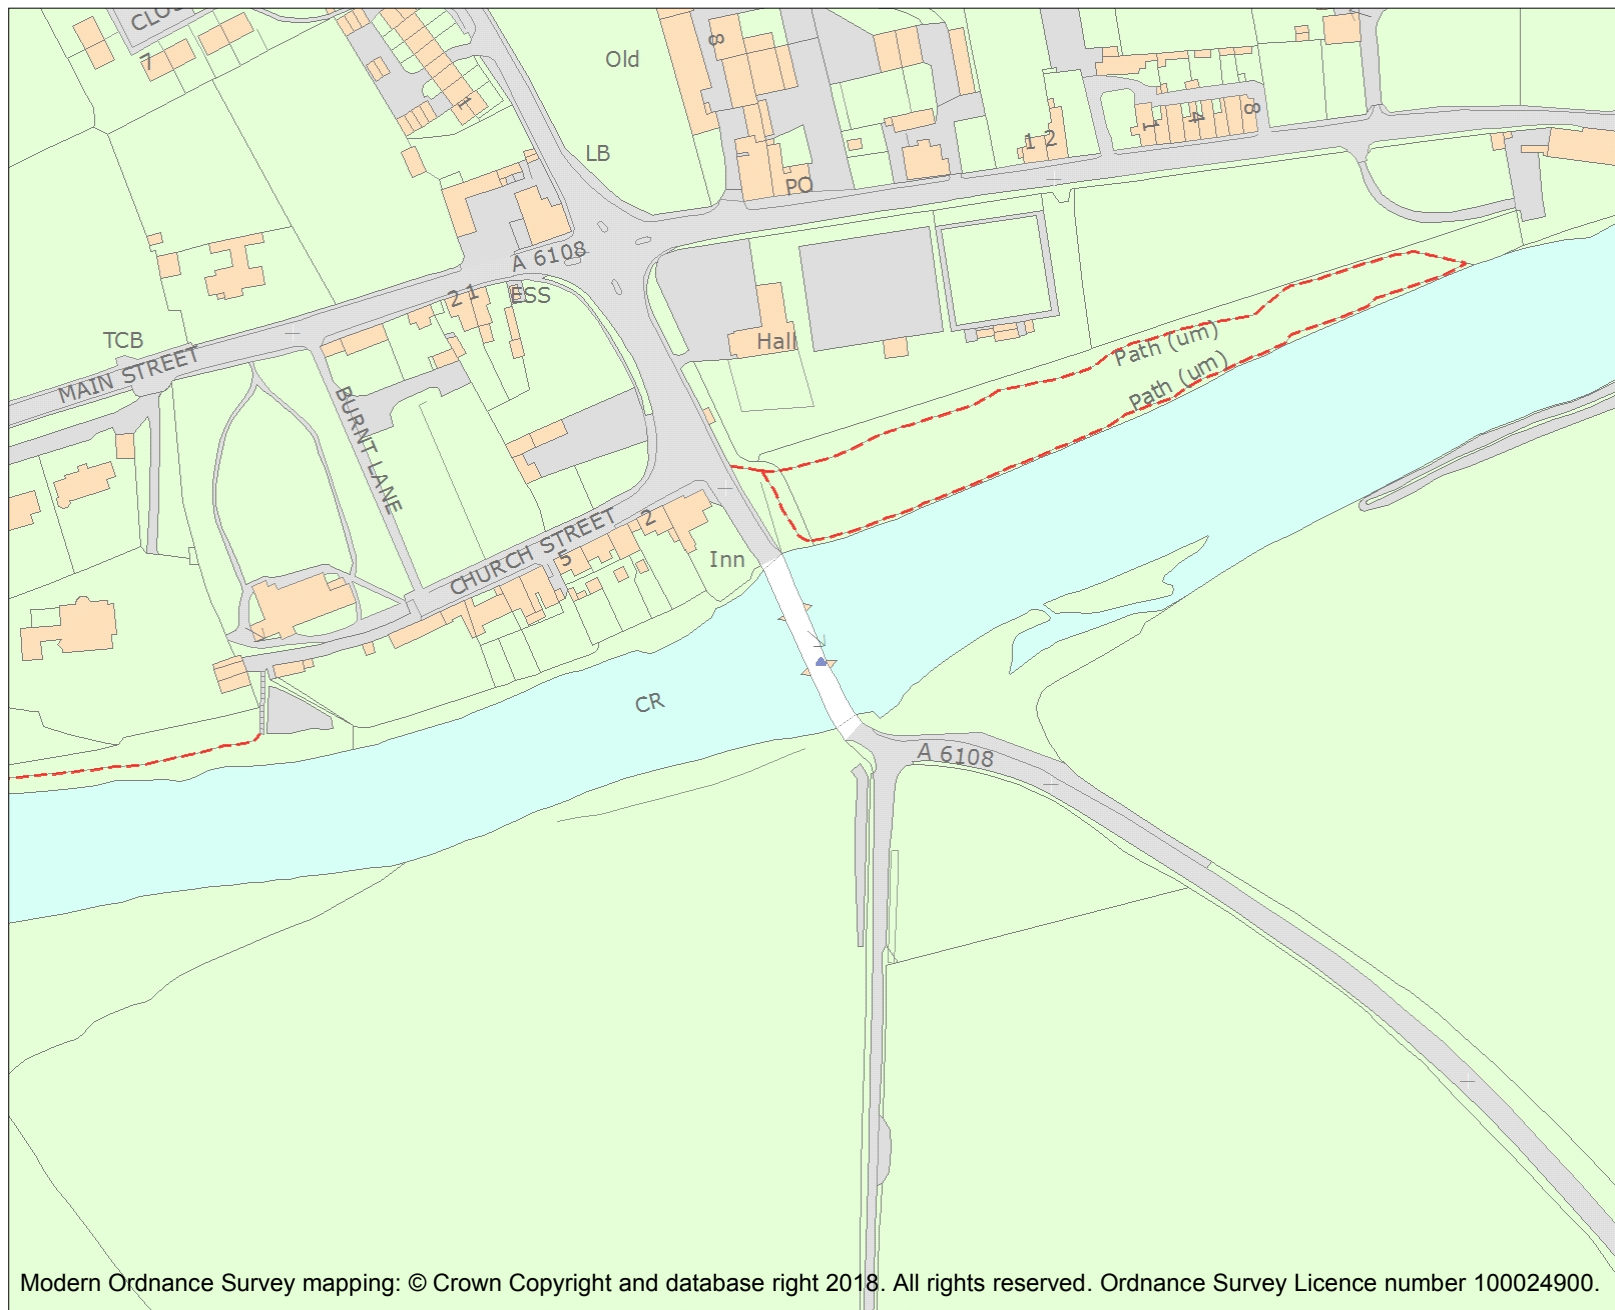 CLOS
7
1
Old
8
LB
PO
1 2
1
4
8
A 6108
2 1
ESS
TCB
MAIN STREET
Hall
BURNT LANE
Path (um)
Path (um)
CHURCH STREET
2
5
Inn
CR
A 6108
Modern Ordnance Survey mapping: © Crown Copyright and database right 2018. All rights reserved. Ordnance Survey Licence number 100024900.